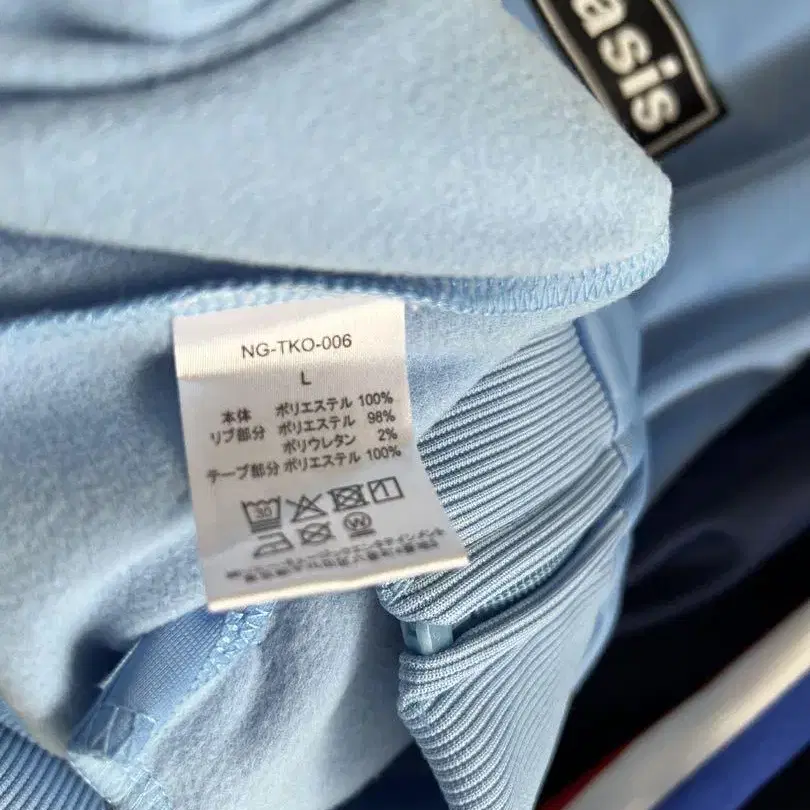 asis
NG-TKO-006
L
本体 ポリエステル 100%
リブ部分 ポリエステル 98%
ポリウレタン 2%
テープ部分 ポリエステル 100%
30
W